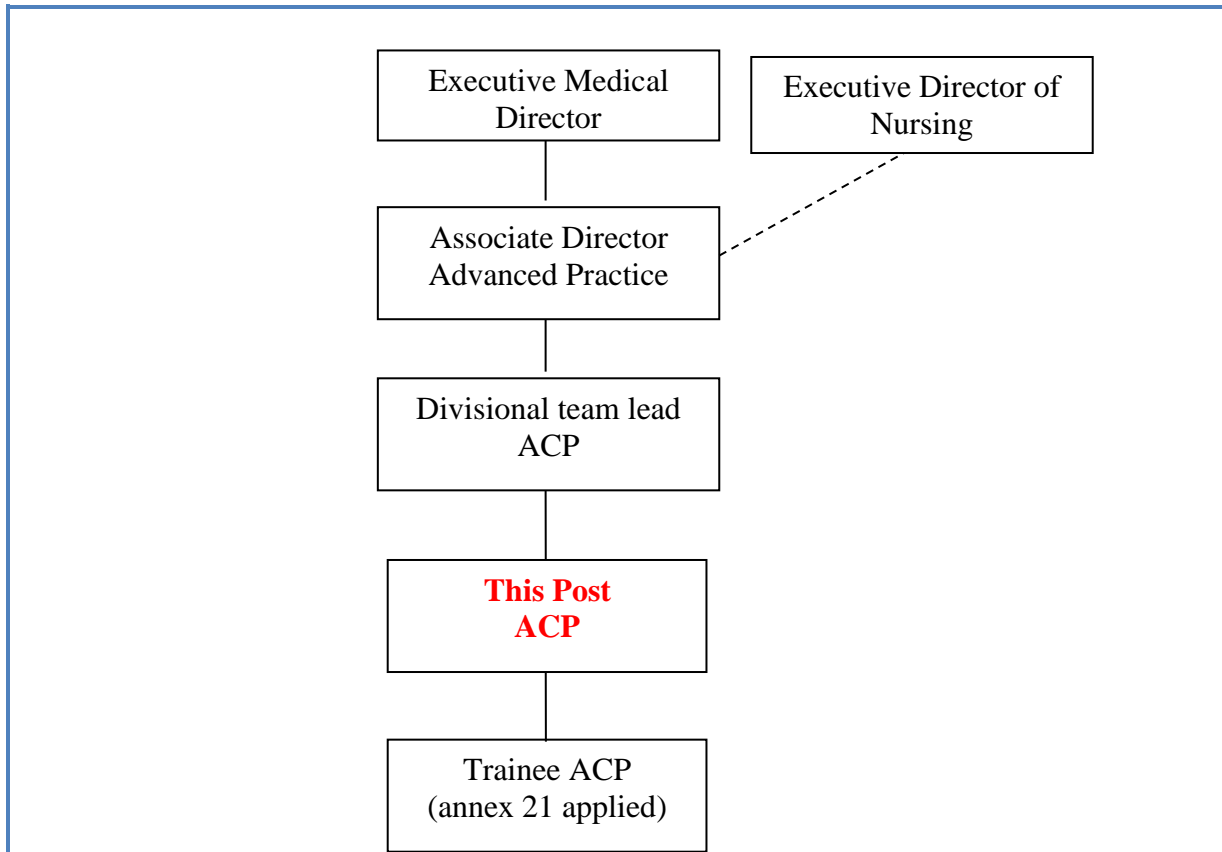 Executive Medical
Director
Executive Director of
Nursing
Associate Director
Advanced Practice
Divisional team lead
ACP
This Post
ACP
Trainee ACP
(annex 21 applied)